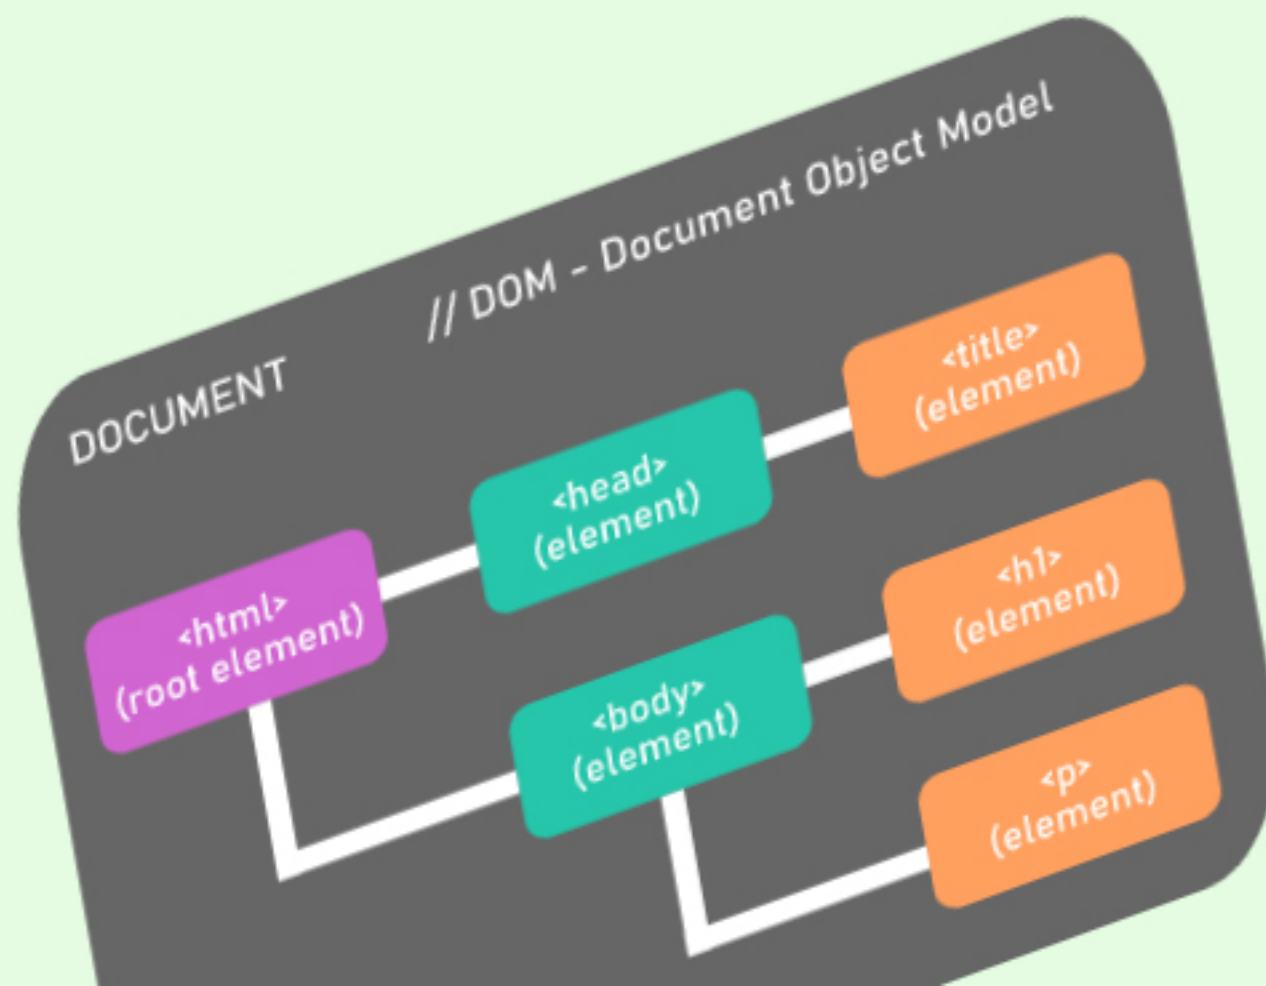 DOCUMENT
// DOM - Document Object Model
<html>
(root element)
<head>
(element)
<title>
(element)
<body>
(element)
<h1>
(element)
<p>
(element)